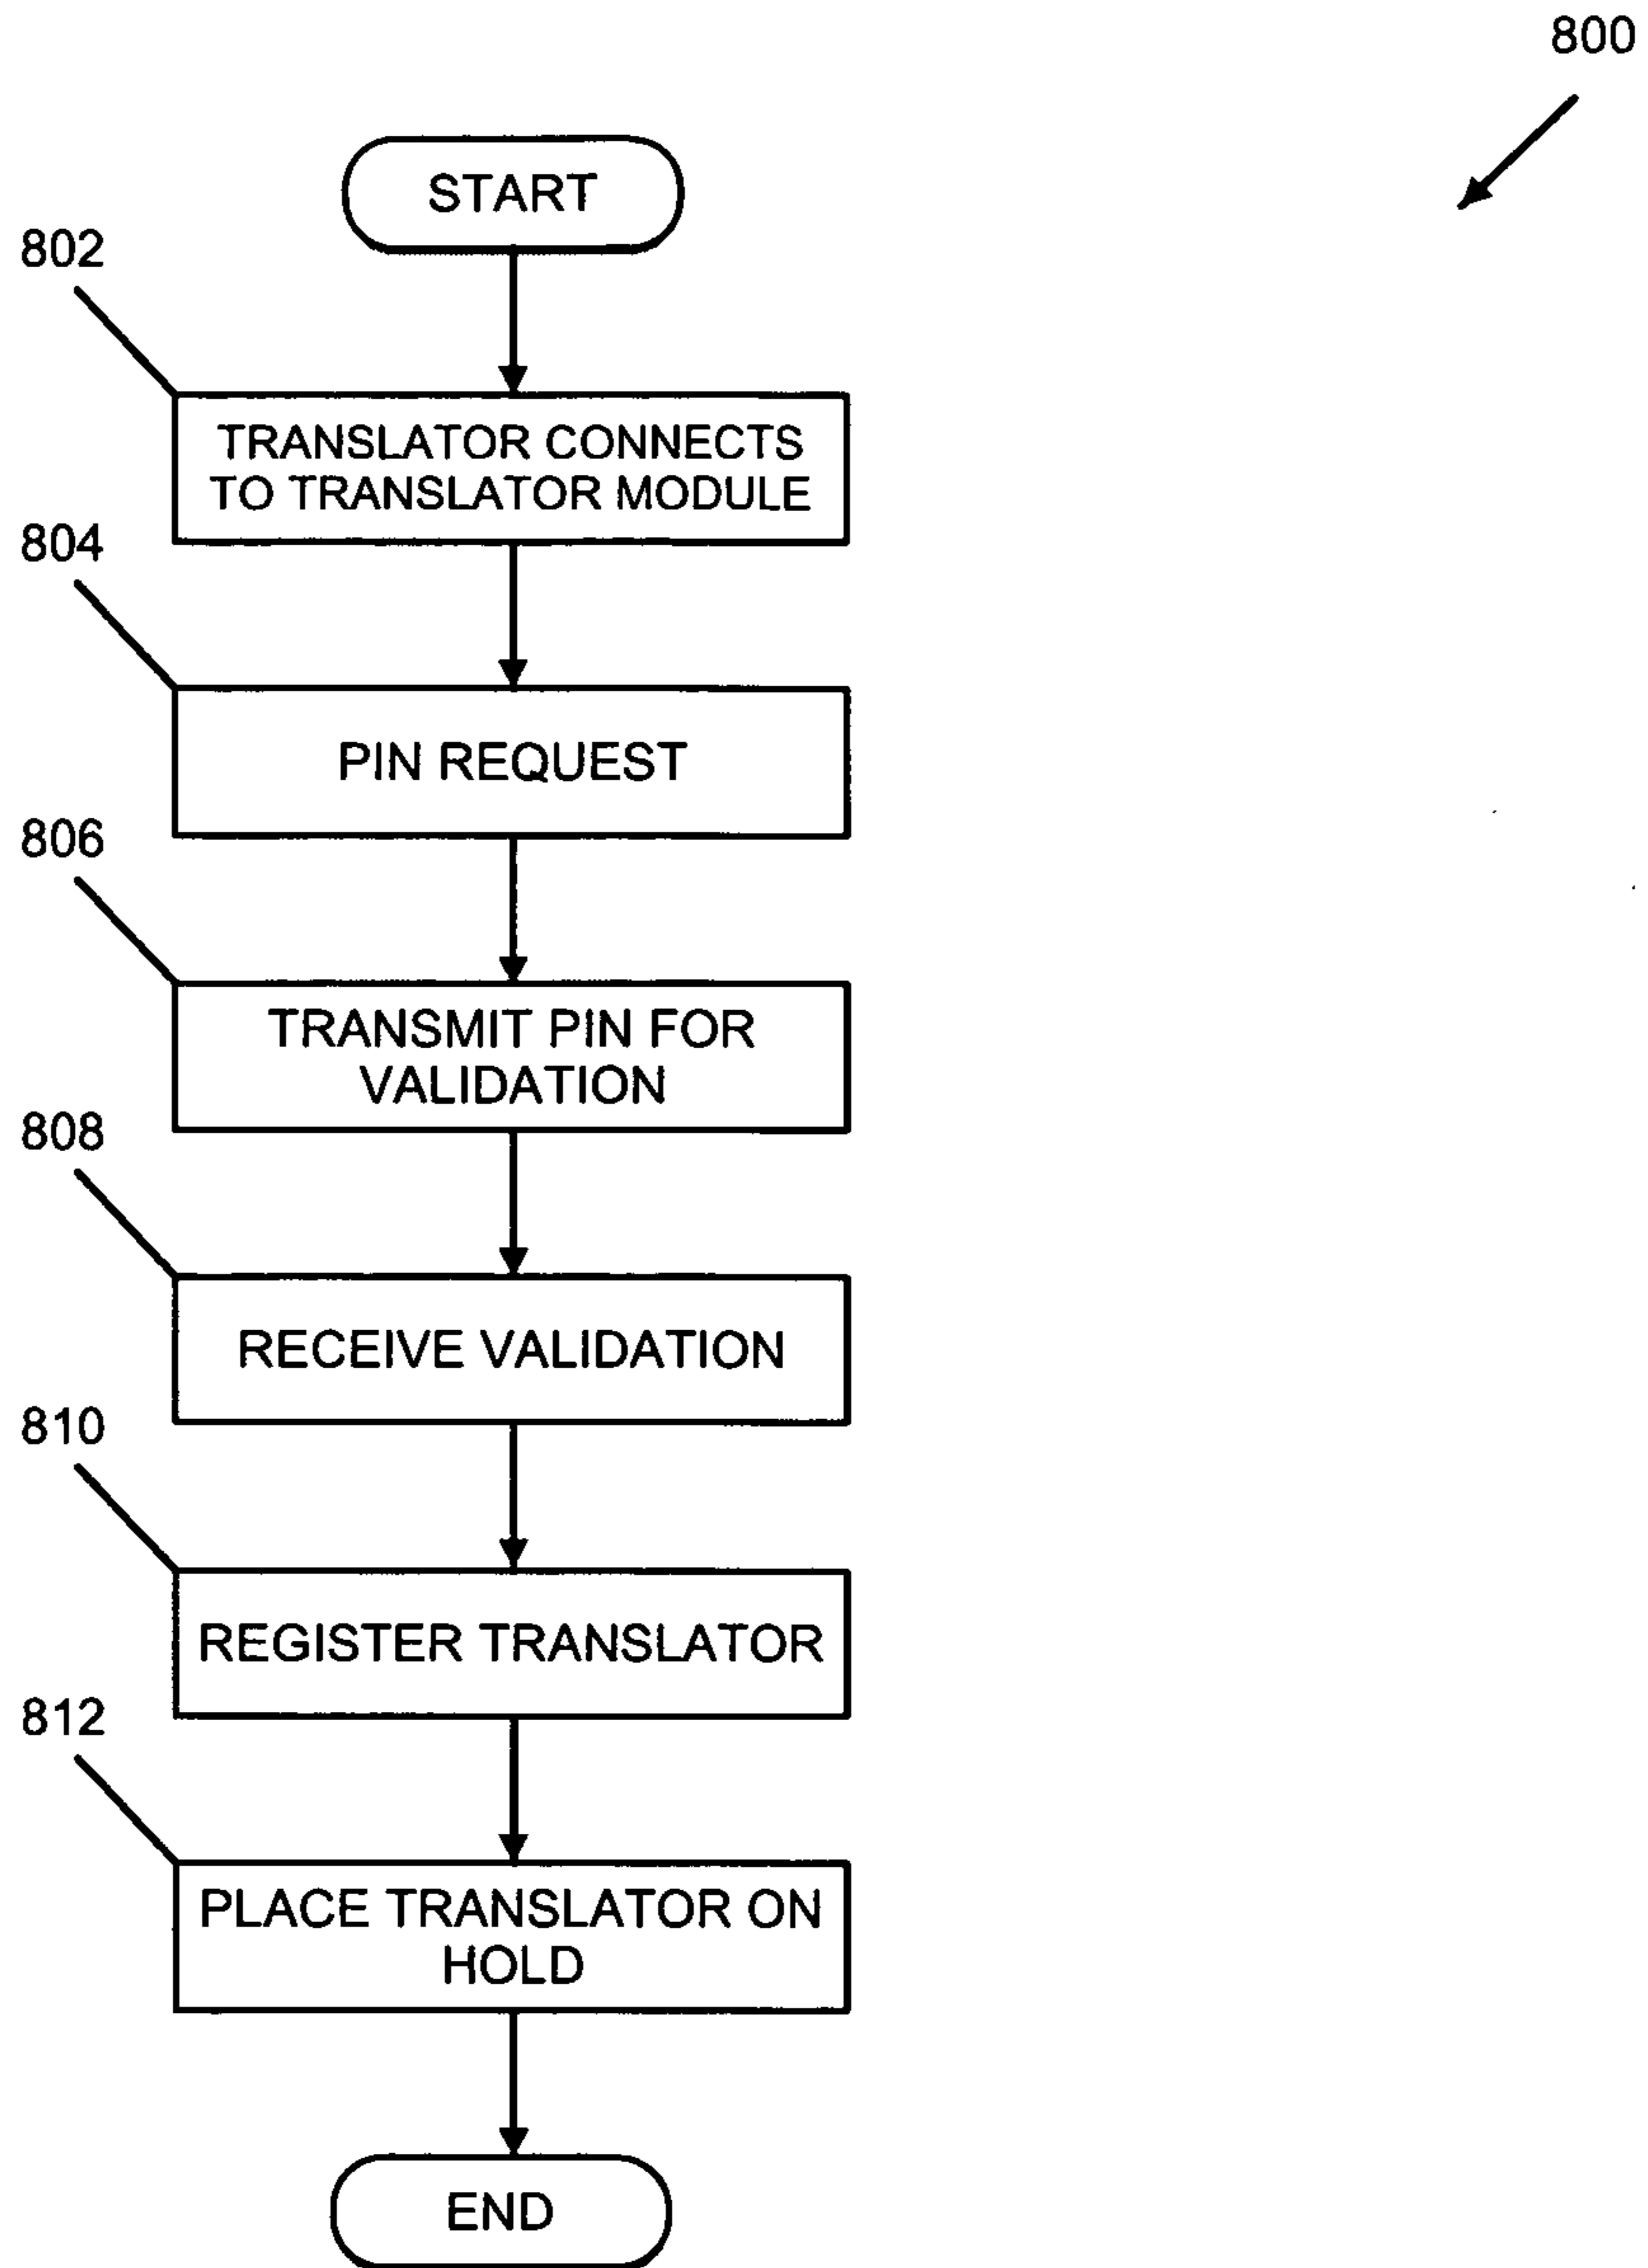 800
START
802
TRANSLATOR CONNECTS
TO TRANSLATOR MODULE
804
PIN REQUEST
806
TRANSMIT PIN FOR
VALIDATION
808
RECEIVE VALIDATION
810
REGISTER TRANSLATOR
812
PLACE TRANSLATOR ON
HOLD
END